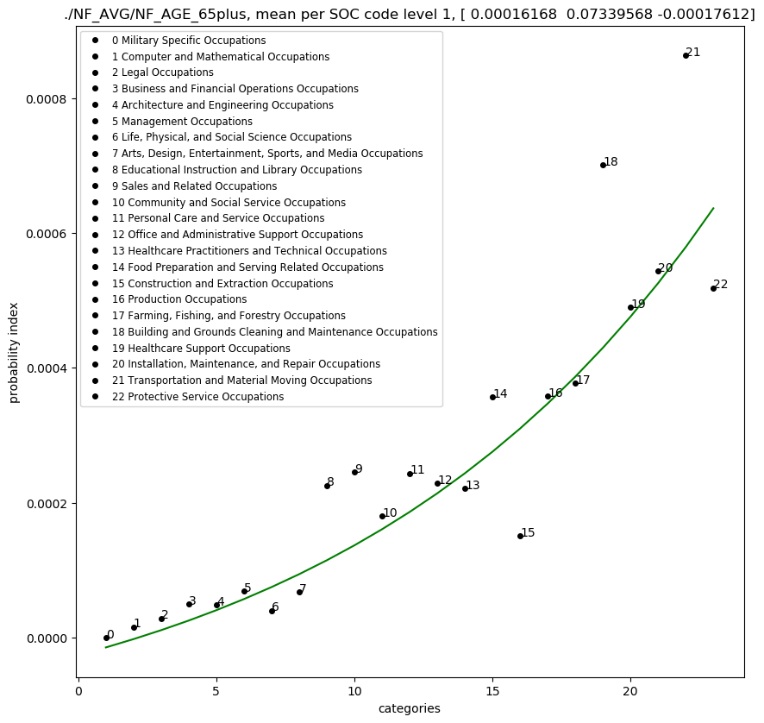 ./NF_AVG/NF_AGE_65plus, mean per SOC code level 1, [ 0.00016168  0.07339568 -0.00017612]
0 Military Specific Occupations
1 Computer and Mathematical Occupations
2 Legal Occupations
3 Business and Financial Operations Occupations
4 Architecture and Engineering Occupations
5 Management Occupations
6 Life, Physical, and Social Science Occupations
7 Arts, Design, Entertainment, Sports, and Media Occupations
8 Educational Instruction and Library Occupations
9 Sales and Related Occupations
10 Community and Social Service Occupations
11 Personal Care and Service Occupations
12 Office and Administrative Support Occupations
13 Healthcare Practitioners and Technical Occupations
14 Food Preparation and Serving Related Occupations
15 Construction and Extraction Occupations
16 Production Occupations
17 Farming, Fishing, and Forestry Occupations
18 Building and Grounds Cleaning and Maintenance Occupations
19 Healthcare Support Occupations
20 Installation, Maintenance, and Repair Occupations
21 Transportation and Material Moving Occupations
22 Protective Service Occupations
probability index
0.0008
0.0006
0.0004
0.0002
0.0000
0
1
2
3
4
5
6
7
8
9
10
11
12
13
14
15
16
17
18
19
20
21
22
0
5
10
15
20
categories